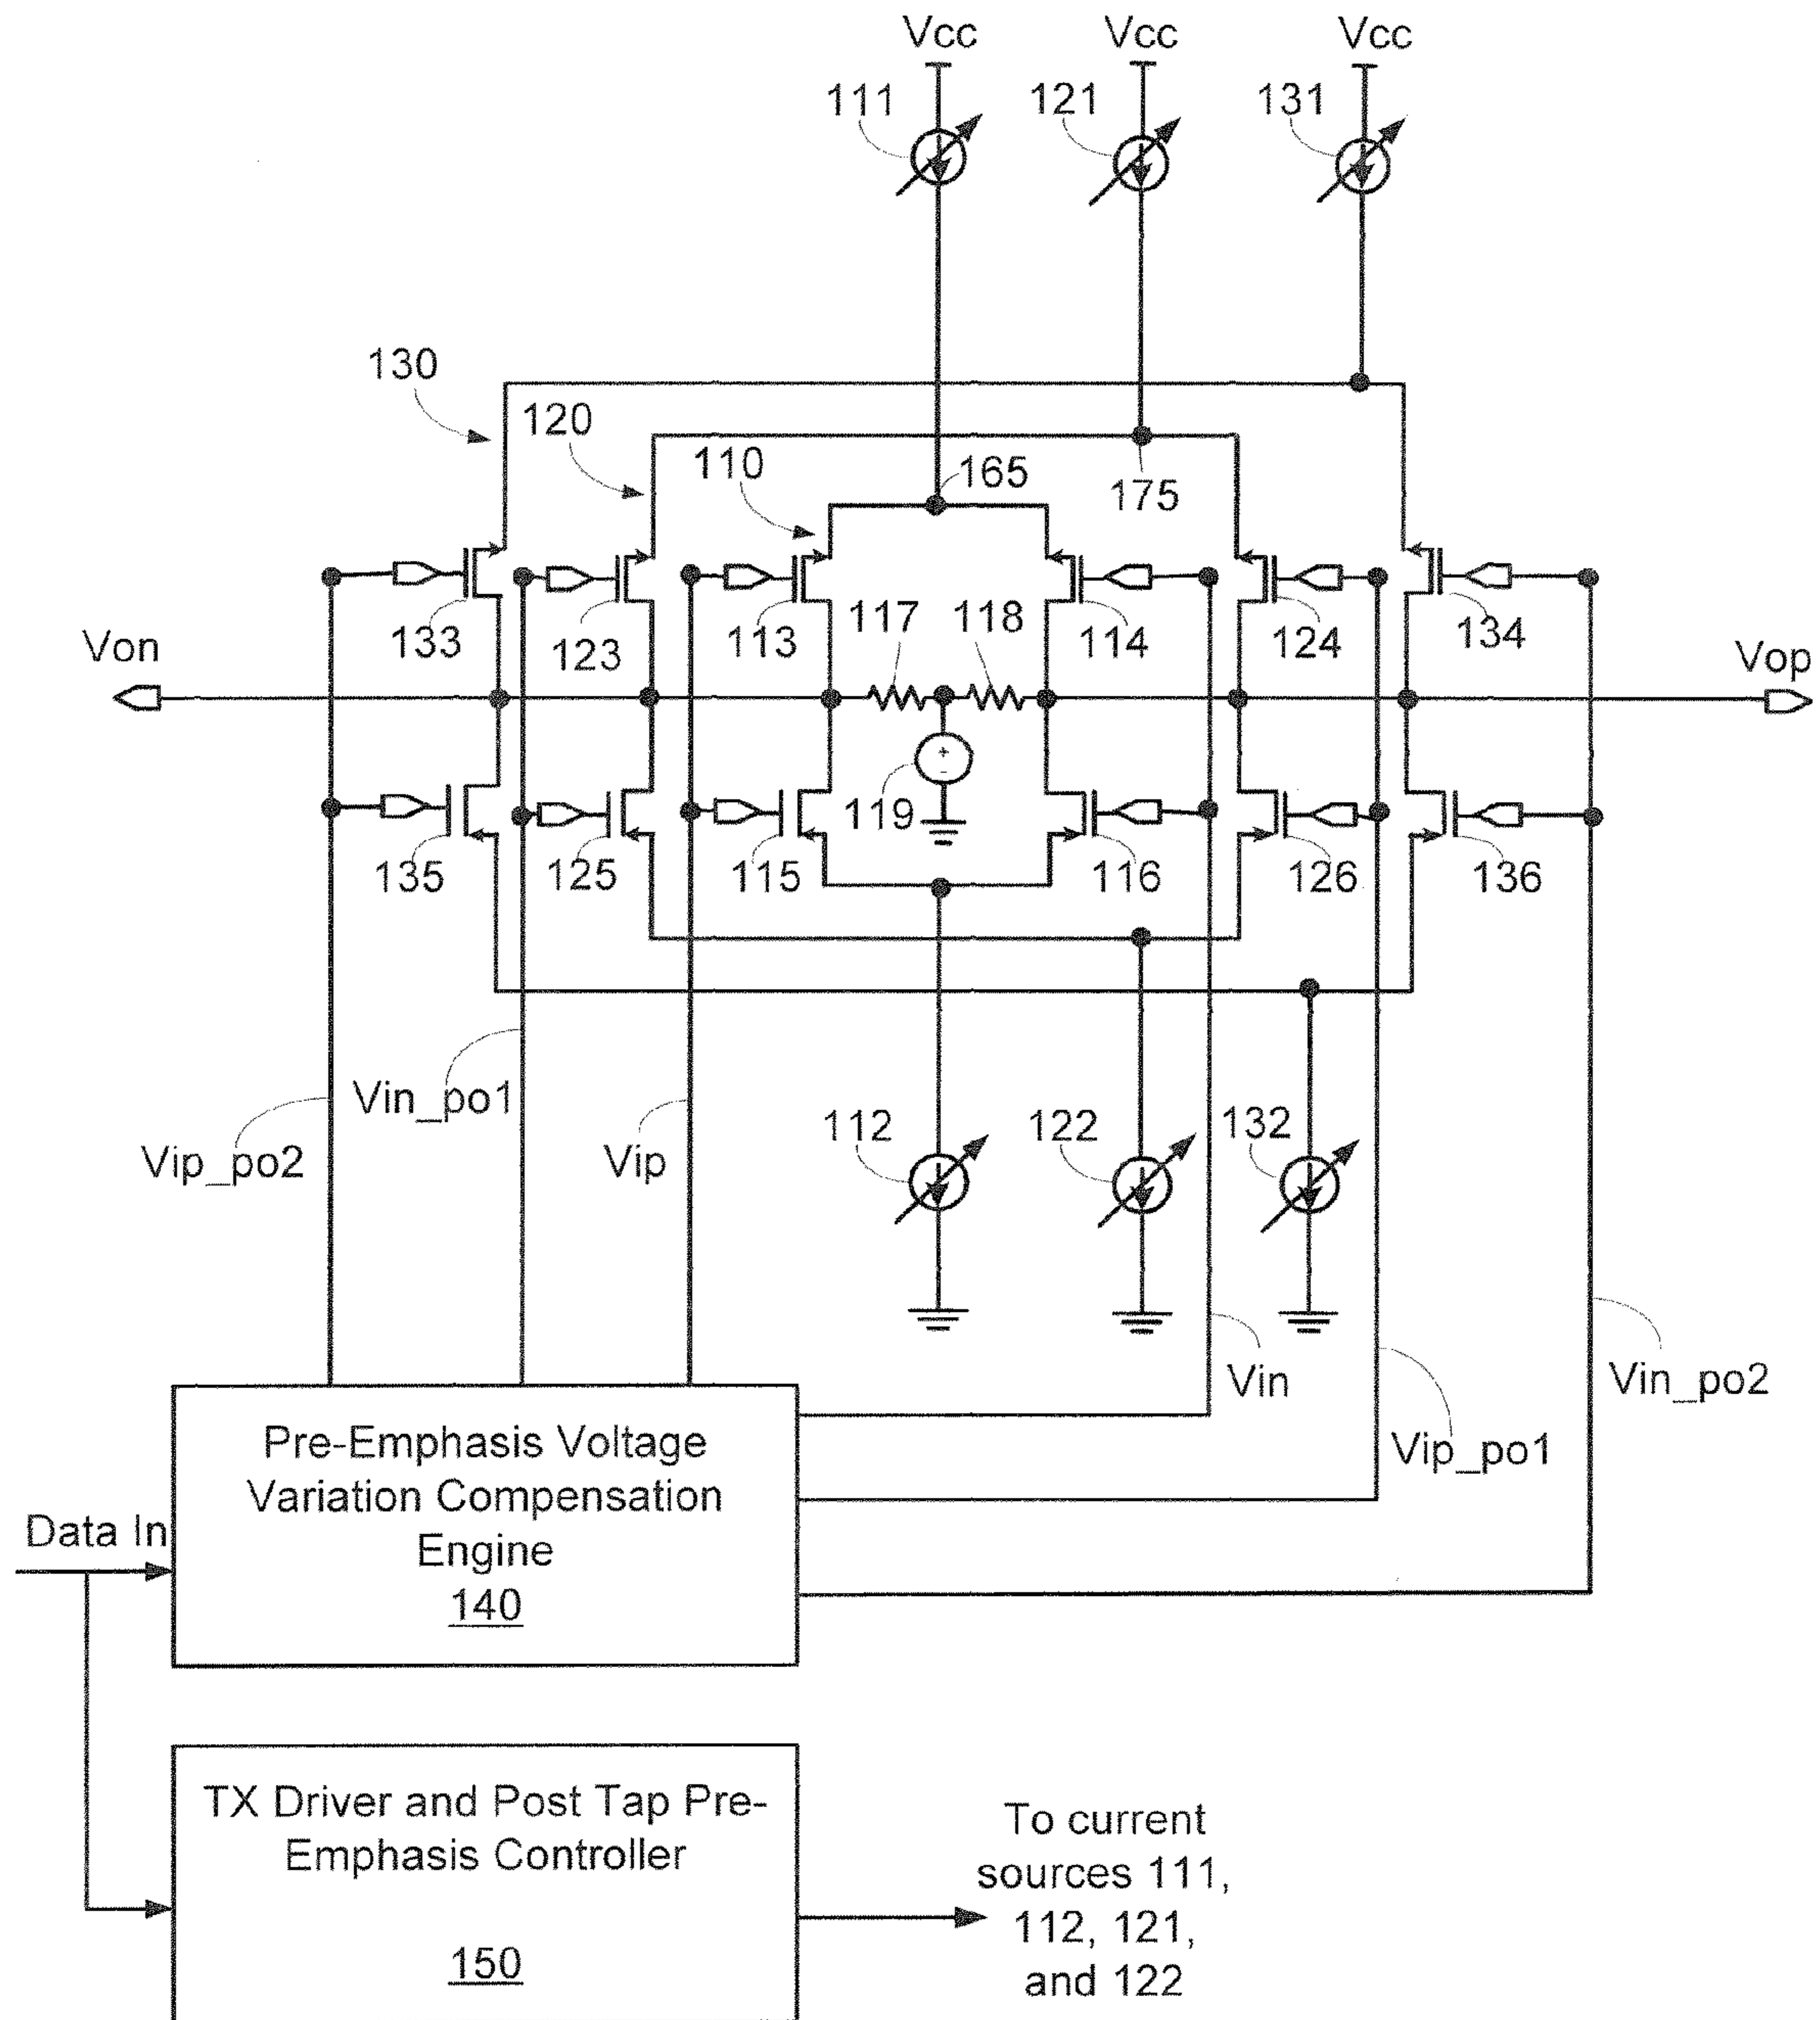 Vcc Vcc Vcc
111 121 131
130
120
110
165
175
133 123 113 117 118 114 124 134
Von Vop
+
-
119
135 125 115 116 126 136
Vin_po1
Vip_po2 Vip
112 122 132
Vin
Vip_po1
Vin_po2
Pre-Emphasis Voltage
Variation Compensation
Engine
140
Data In
TX Driver and Post Tap Pre-
Emphasis Controller
150
To current
sources 111,
112, 121,
and 122